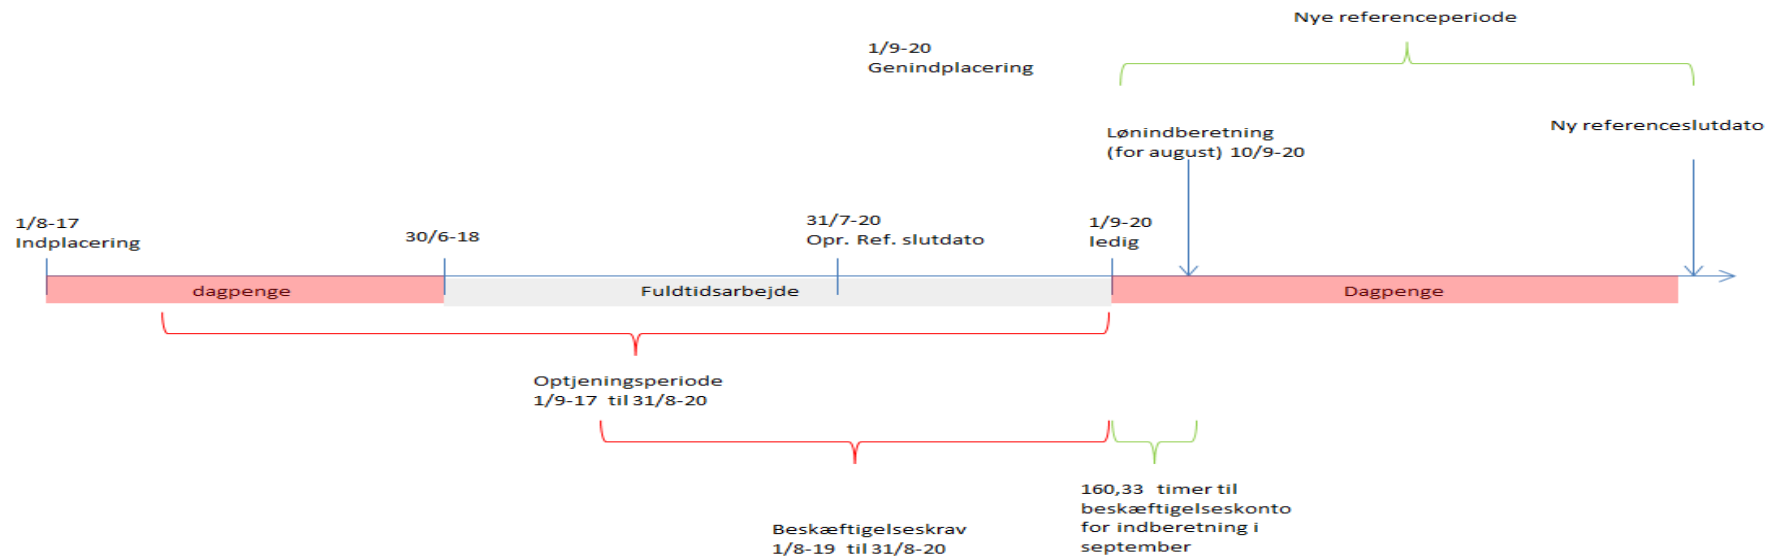 Nye referenceperiode
1/9-20
Genindplacering
Ny referenceslutdato
Lønindberetning
(for august) 10/9-20
1/8-17
Indplacering
30/6-18
31/7-20
Opr. Ref. slutdato
1/9-20
ledig
dagpenge
Fuldtidsarbejde
Dagpenge
Optjeningsperiode
1/9-17 til 31/8-20
160,33 timer til
beskæftigelseskonto
for indberetning i
september
Beskæftigelseskrav
1/8-19 til 31/8-20